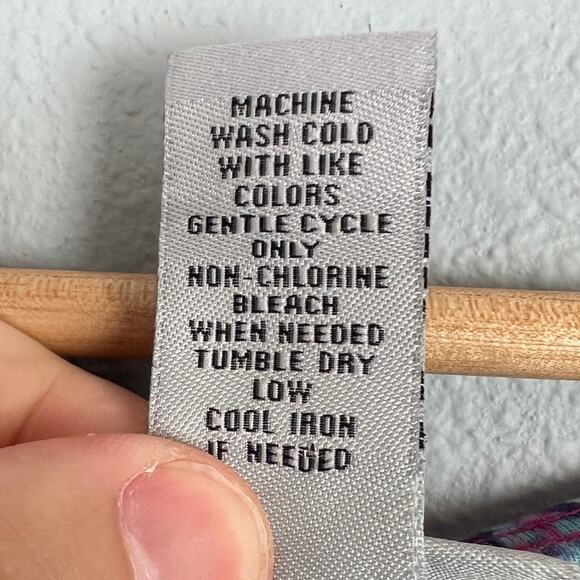 MACHINE
WASH COLD
WITH LIKE
COLORS
GENTLE CYCLE
ONLY
NON-CHLORINE
BLEACH
WHEN NEEDED
TUMBLE DRY
LOW
COOL IRON
IF NEEDED